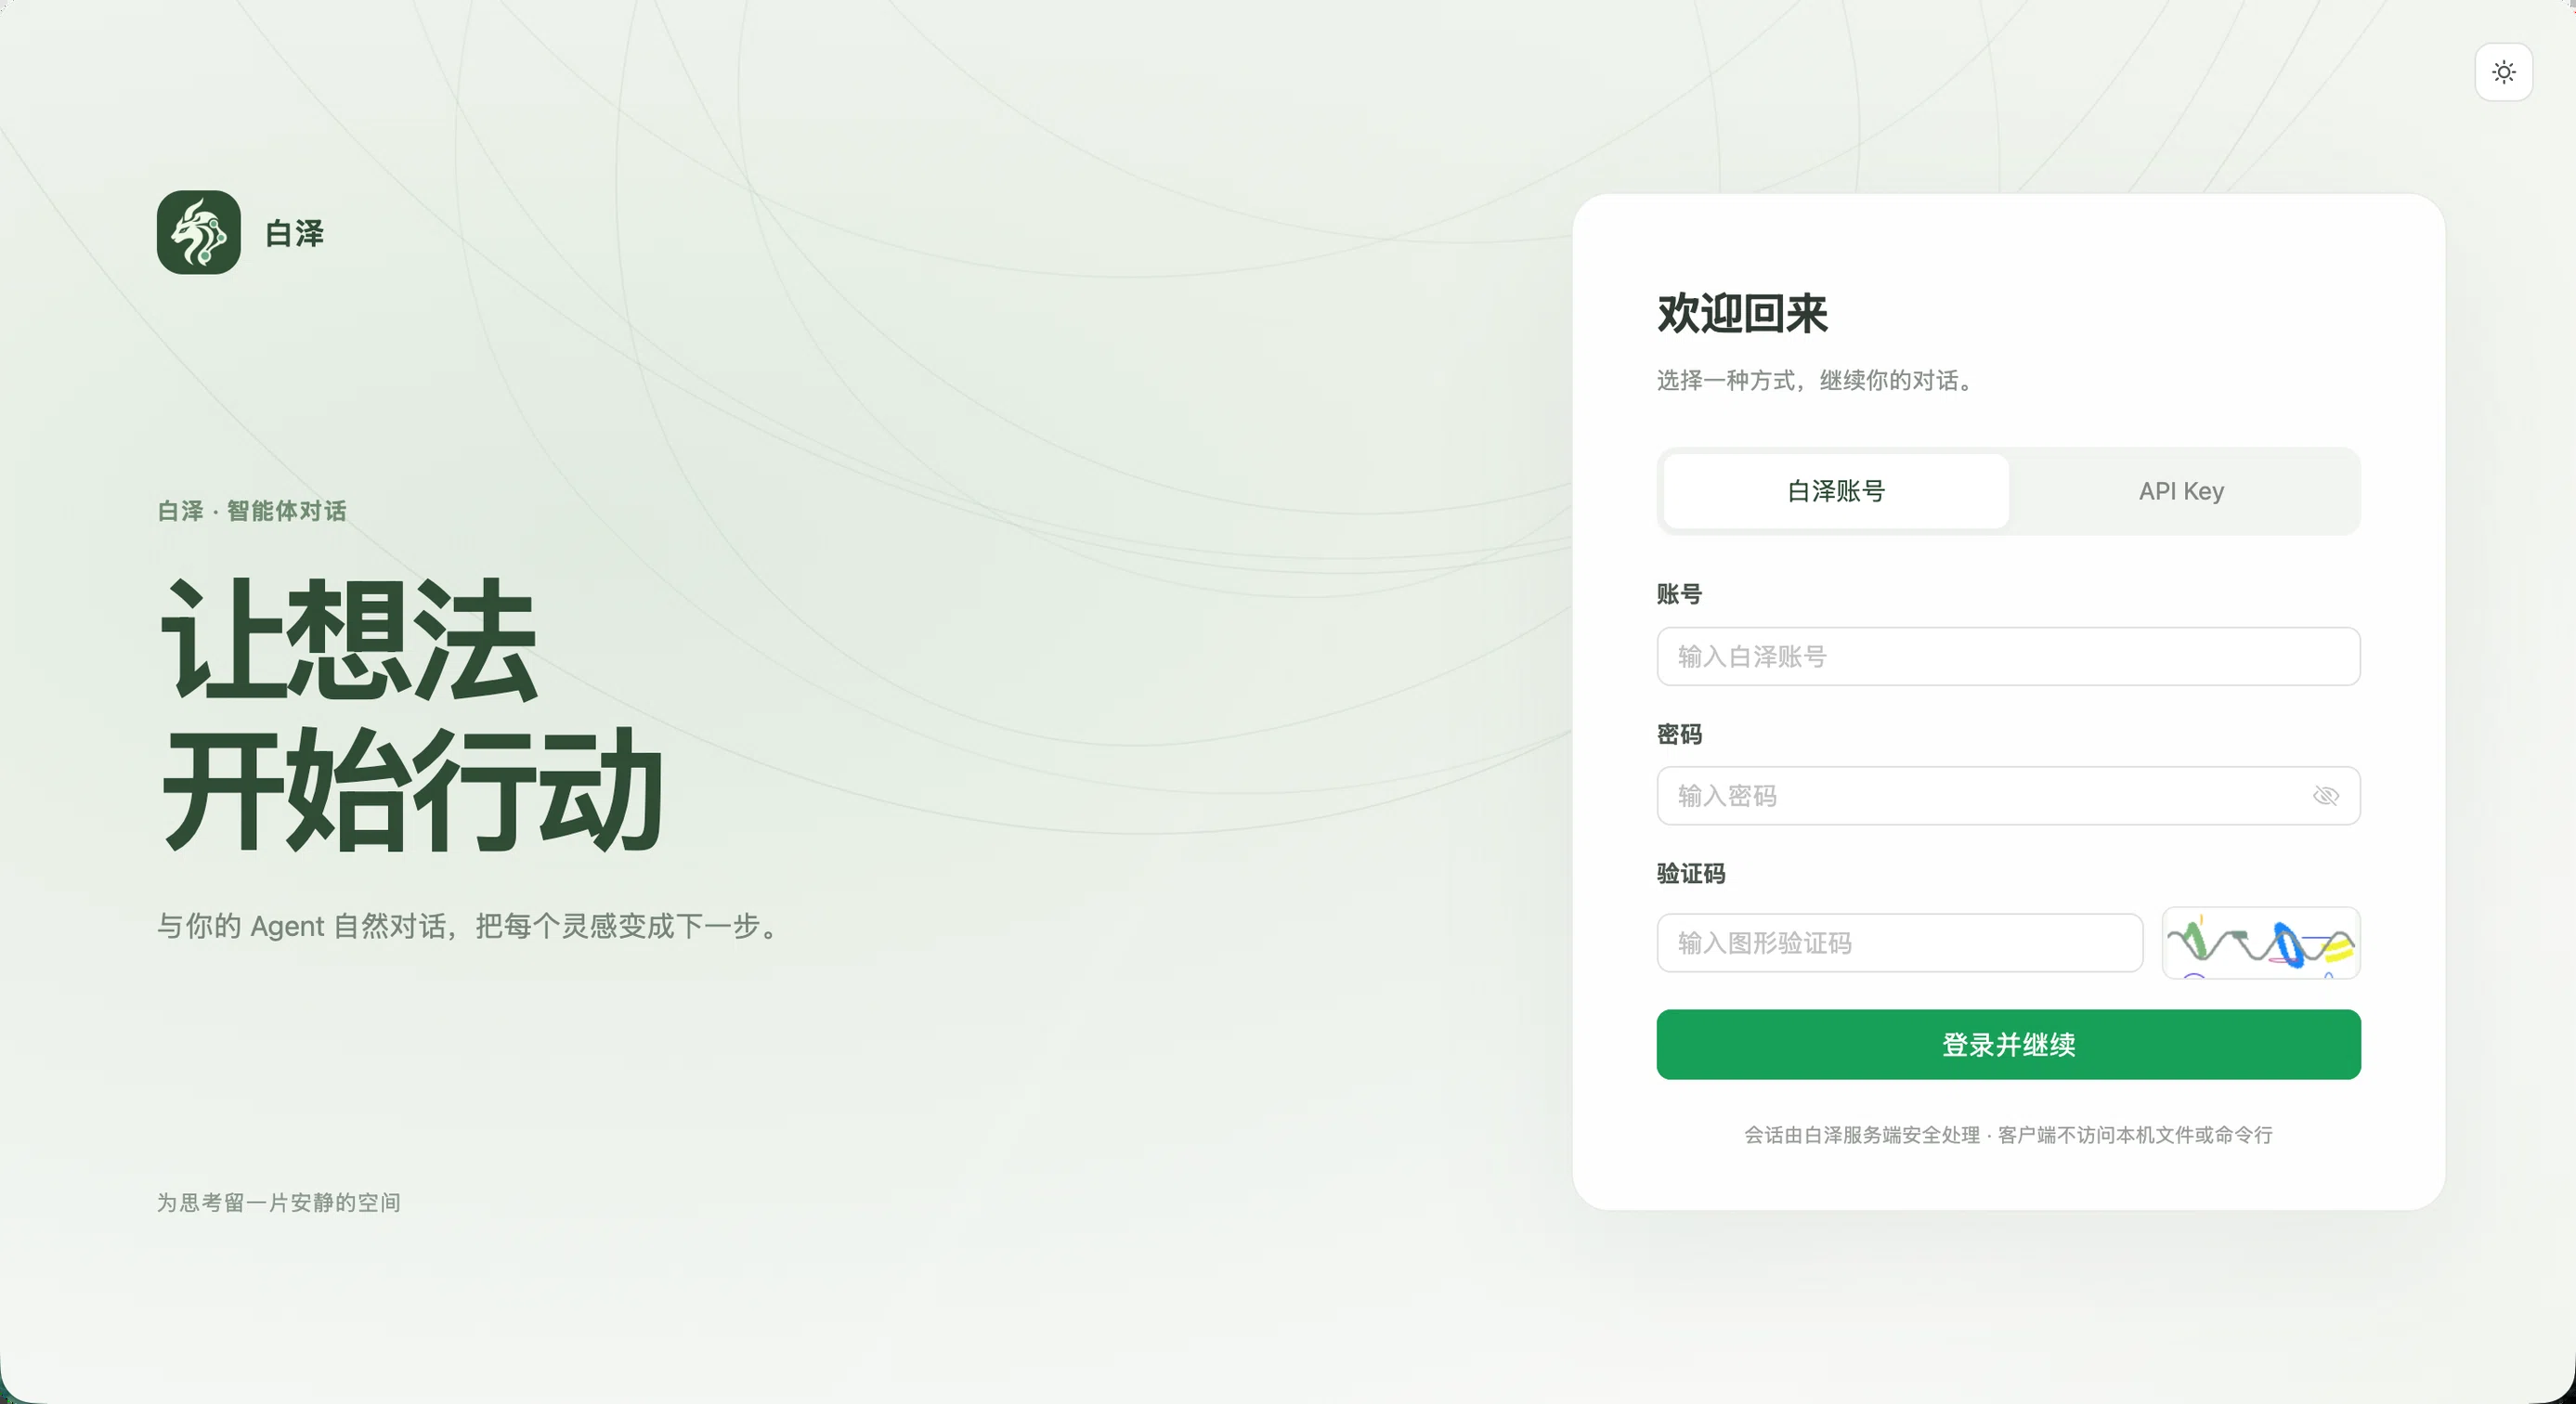 白泽
白泽 · 智能体对话
让想法
开始行动
与你的 Agent 自然对话，把每个灵感变成下一步。
为思考留一片安静的空间
欢迎回来
选择一种方式，继续你的对话。
白泽账号
API Key
账号
输入白泽账号
密码
输入密码
验证码
输入图形验证码
登录并继续
会话由白泽服务端安全处理 · 客户端不访问本机文件或命令行